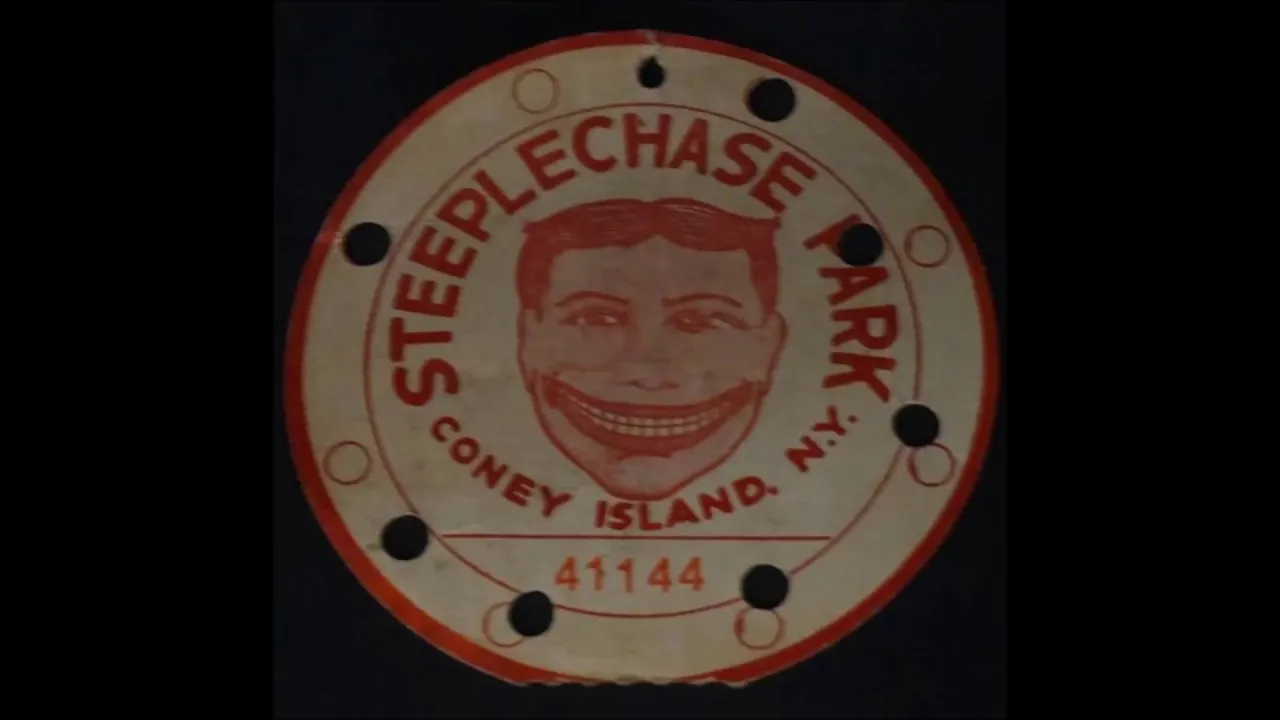 STEEPLECHASE PARK
CONEY ISLAND. N.Y.
41144